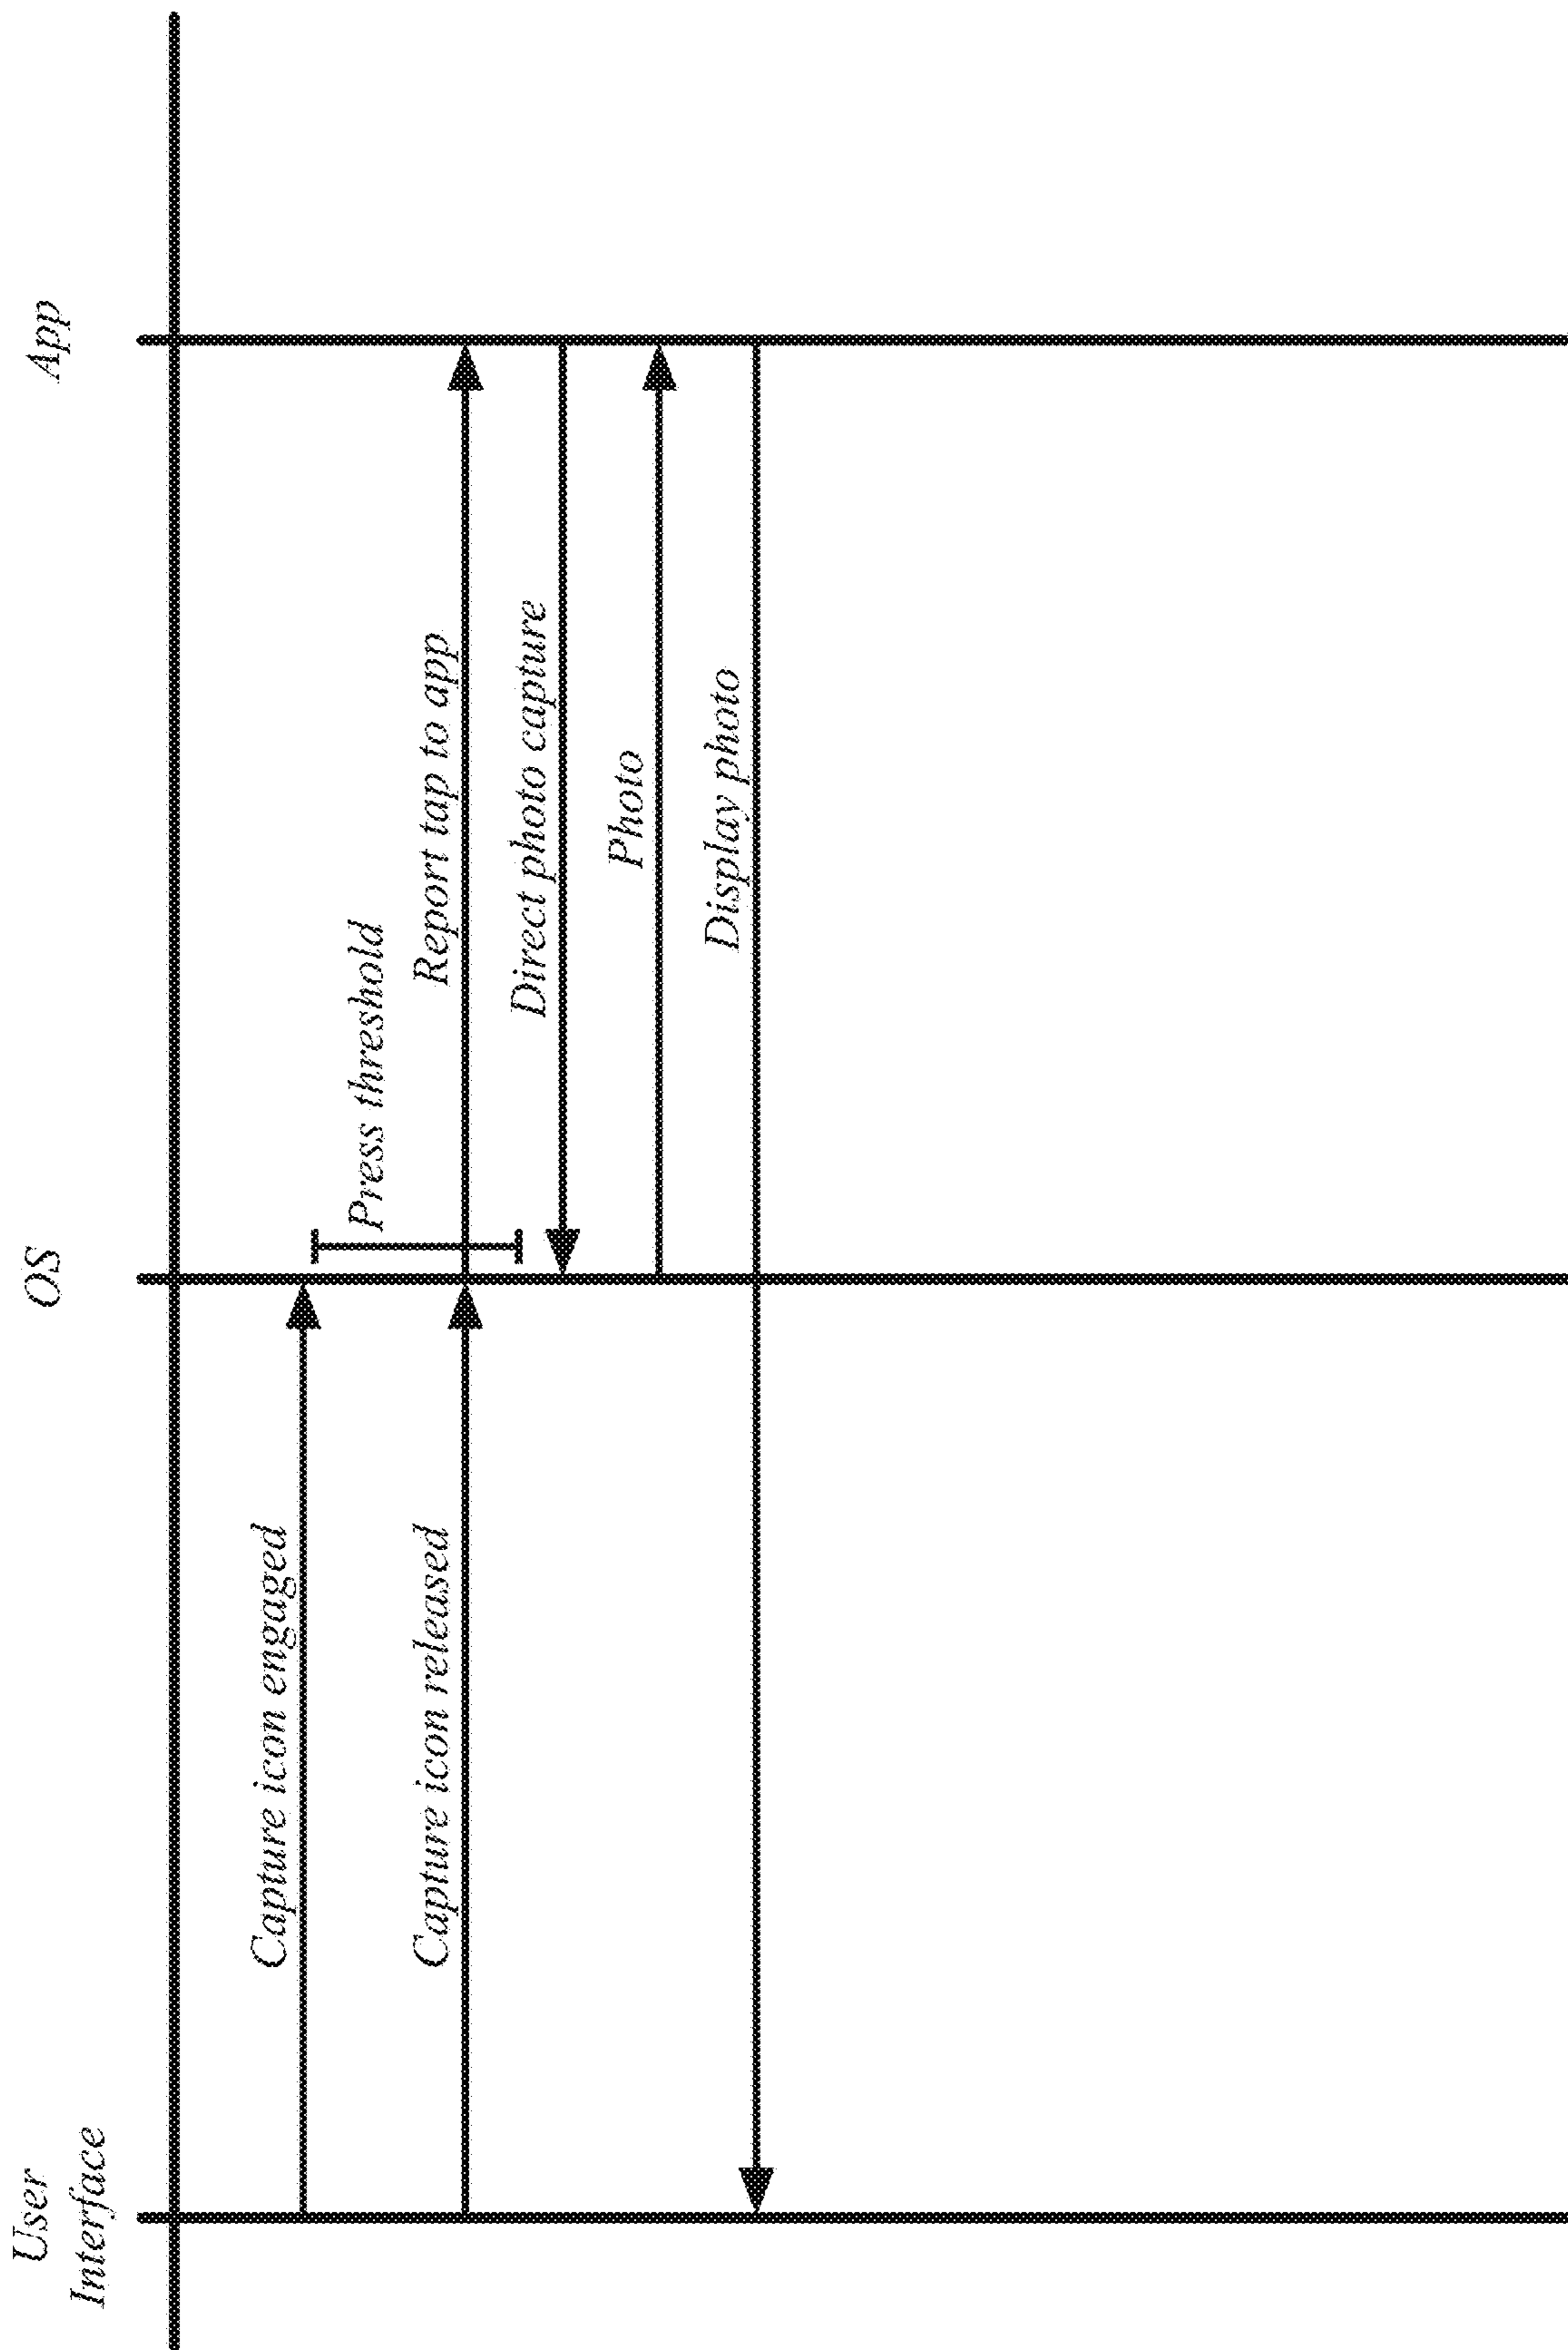 User
Interface
OS
App
Capture icon engaged
Press threshold
Capture icon released
Report tap to app
Direct photo capture
Photo
Display photo